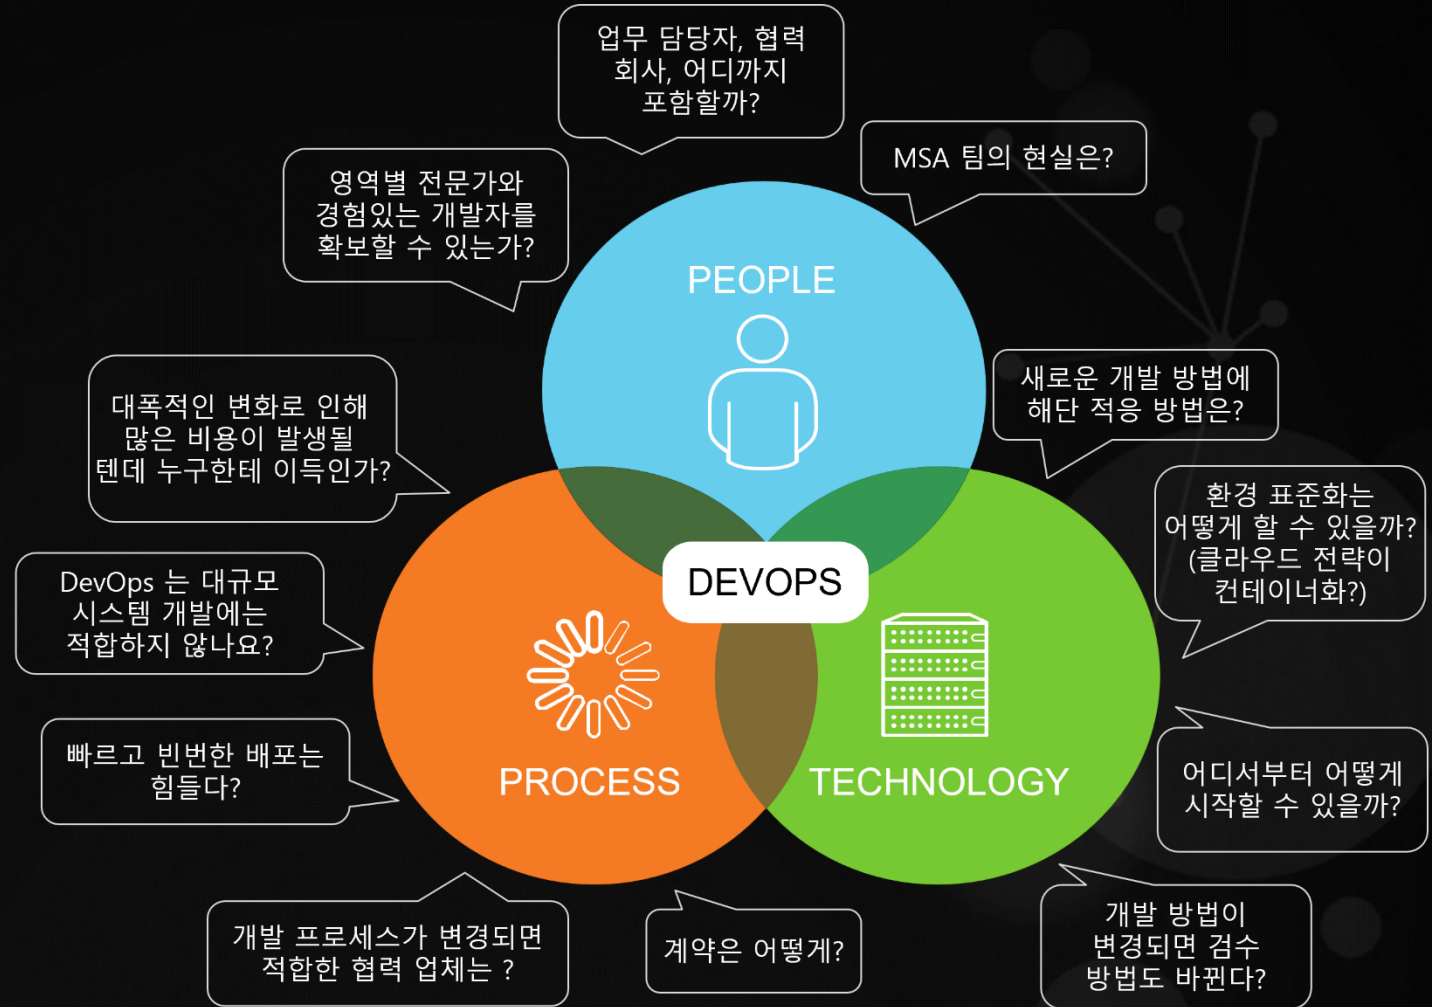 업무 담당자, 협력
회사, 어디까지
포함할까?
MSA 팀의 현실은?
영역별 전문가와
경험있는 개발자를
확보할 수 있는가?
PEOPLE
새로운 개발 방법에
해단 적응 방법은?
대폭적인 변화로 인해
많은 비용이 발생될
텐데 누구한테 이득인가?
환경 표준화는
어떻게 할 수 있을까?
(클라우드 전략이
컨테이너화?)
DEVOPS
DevOps 는 대규모
시스템 개발에는
적합하지 않나요?
빠르고 빈번한 배포는
힘들다?
PROCESS
TECHNOLOGY
어디서부터 어떻게
시작할 수 있을까?
개발 프로세스가 변경되면
적합한 협력 업체는 ?
계약은 어떻게?
개발 방법이
변경되면 검수
방법도 바뀐다?